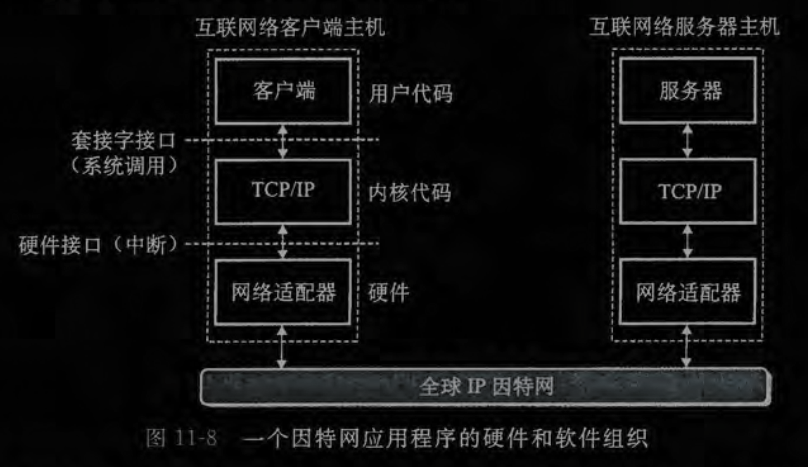 互联网络客户端主机
互联网络服务器主机
客户端
用户代码
服务器
套接字接口
（系统调用）
TCP/IP
内核代码
TCP/IP
硬件接口（中断）
网络适配器
硬件
网络适配器
全球 IP 因特网
图 11-8 一个因特网应用程序的硬件和软件组织